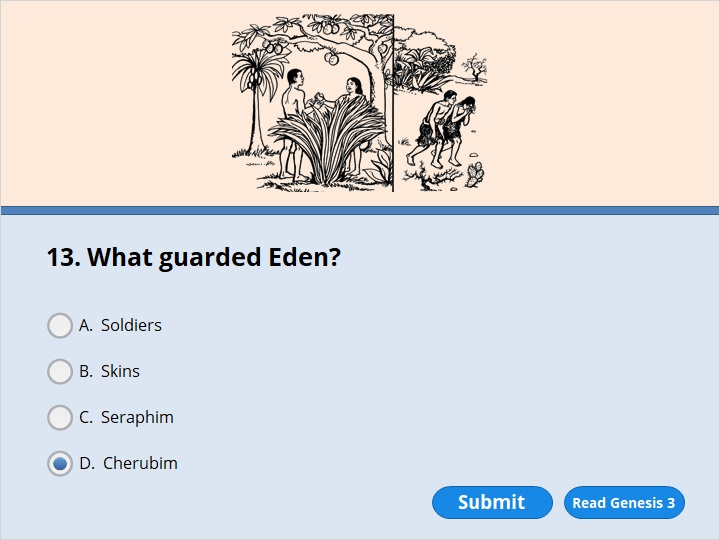 13. What guarded Eden?
A. Soldiers
B. Skins
C. Seraphim
D. Cherubim
Submit
Read Genesis 3